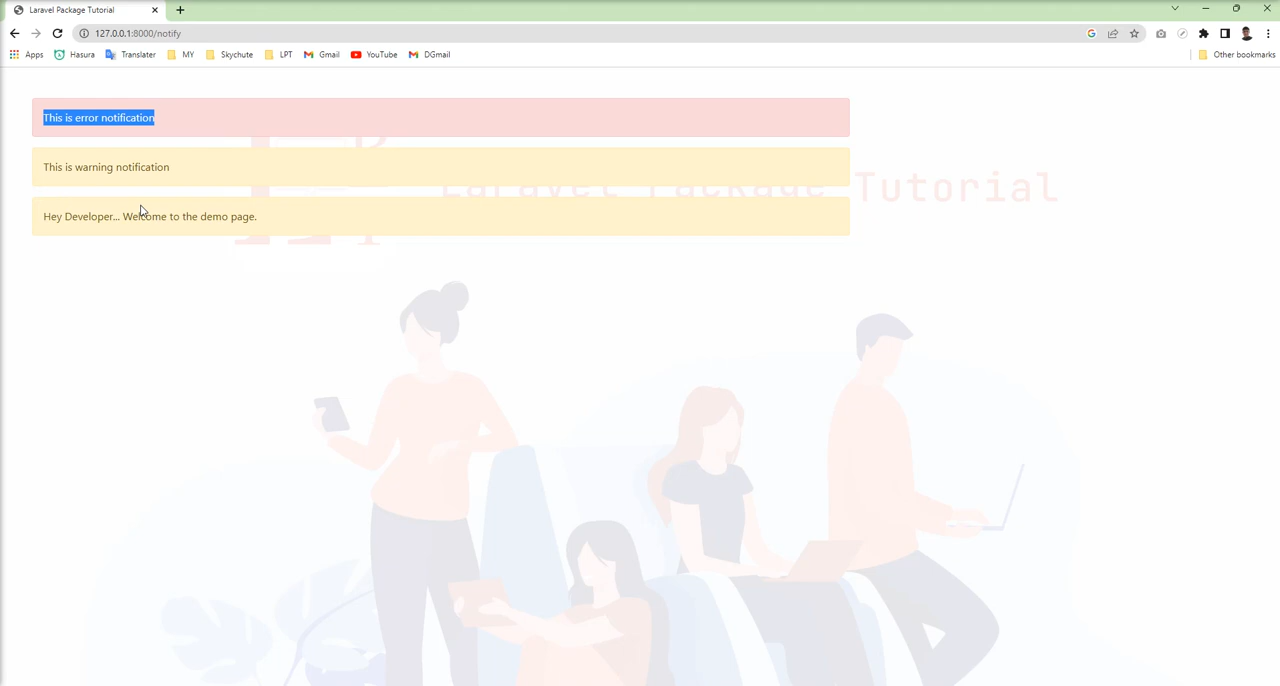 Laravel Package Tutorial
127.0.0.1:8000/notify
Apps Hasura Translater MY Skychute LPT Gmail YouTube DGmail Other bookmarks
This is error notification
This is warning notification
Laravel Package Tutorial
Hey Developer... Welcome to the demo page.